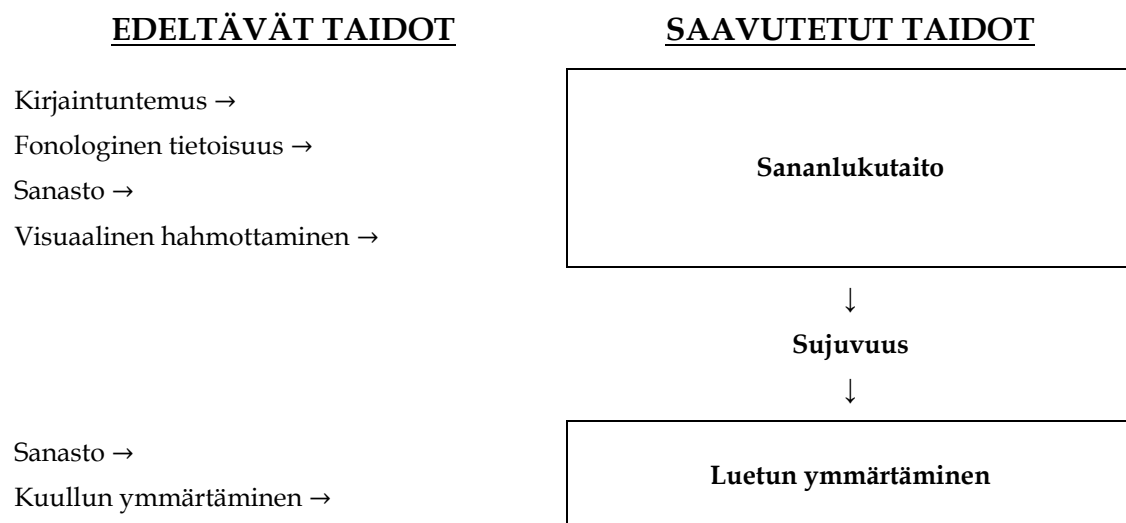 EDELTÄVÄT TAIDOT SAAVUTETUT TAIDOT
Kirjaintuntemus →
Fonologinen tietoisuus →
Sanasto →
Visuaalinen hahmottaminen →
Sananlukutaito
↓
Sujuvuus
↓
Sanasto →
Kuullun ymmärtäminen →
Luetun ymmärtäminen